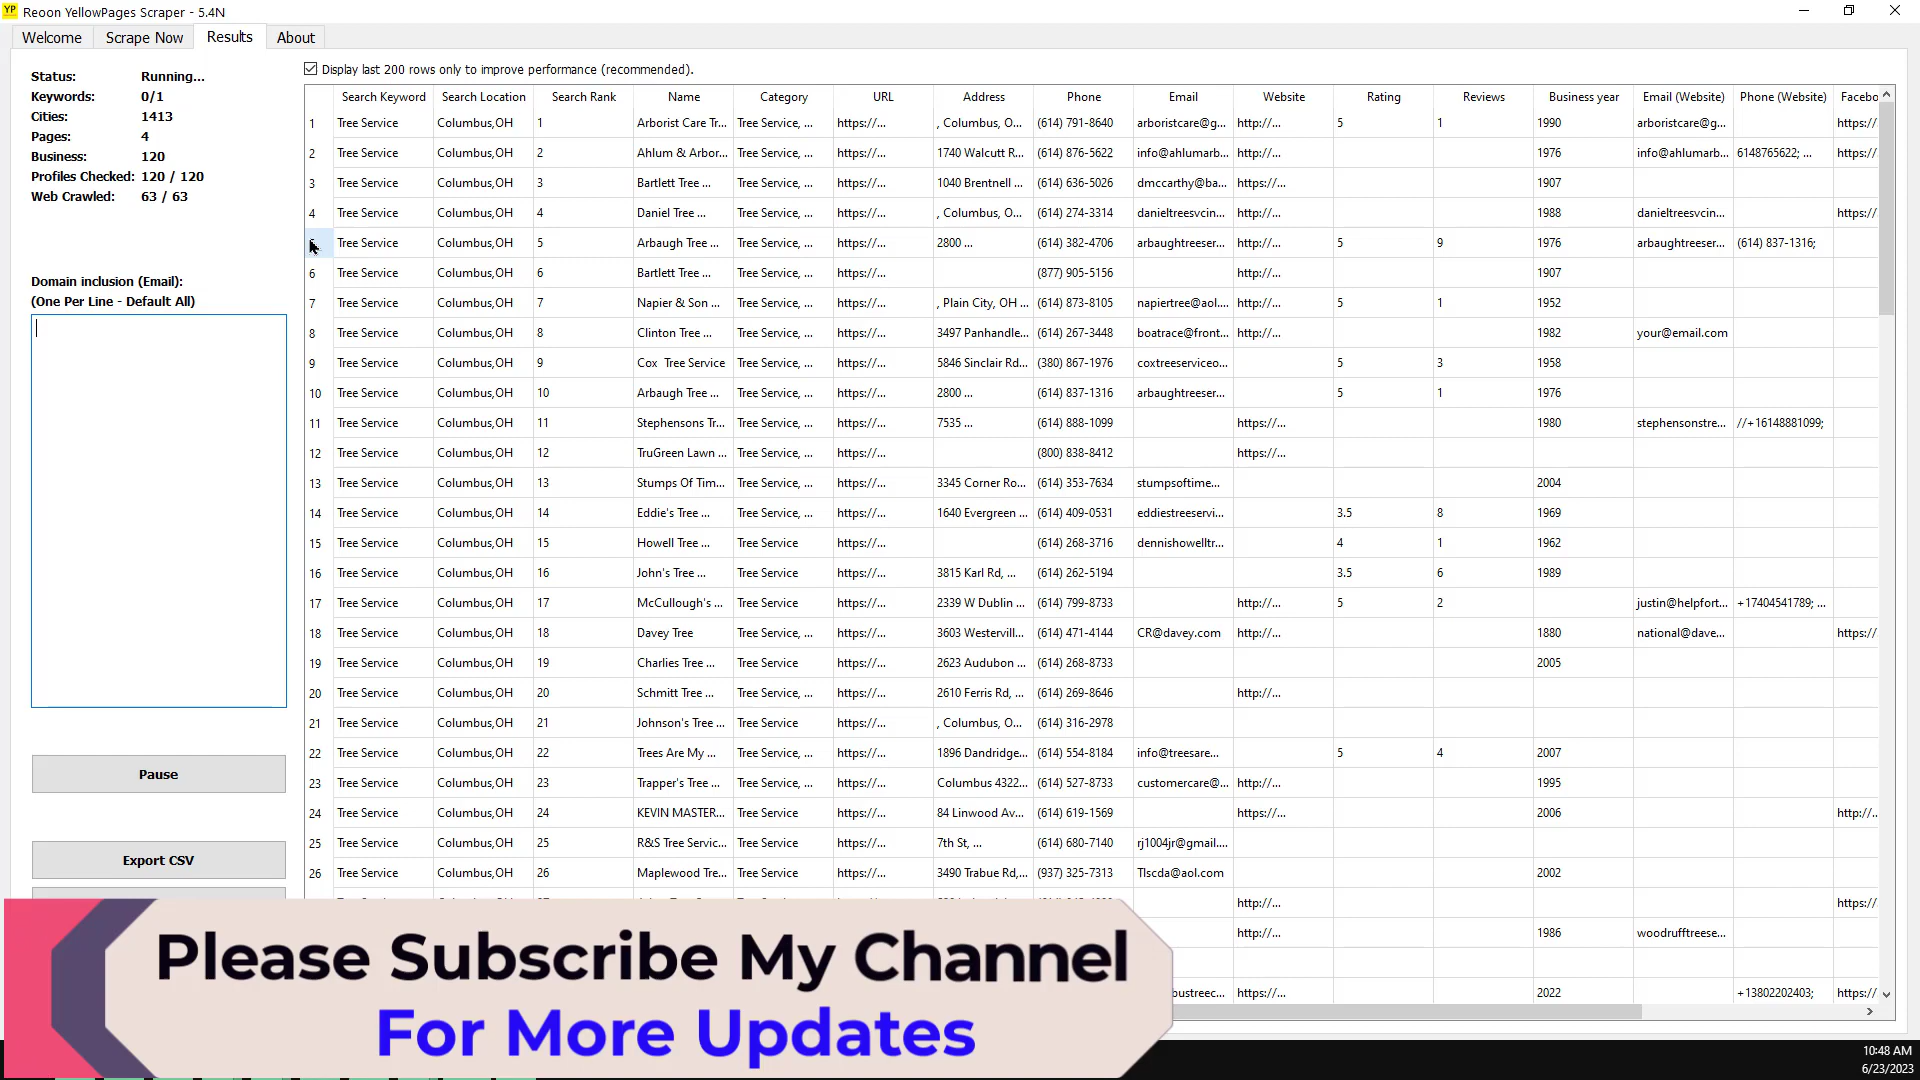 YP Reoon YellowPages Scraper - 5.4N
Welcome Scrape Now Results About
Status: Running...
Keywords: 0/1
Cities: 1413
Pages: 4
Business: 120
Profiles Checked: 120 / 120
Web Crawled: 63 / 63
Domain inclusion (Email):
(One Per Line - Default All)
Pause
Export CSV
Display last 200 rows only to improve performance (recommended).
Search Keyword Search Location Search Rank Name Category URL Address Phone Email Website Rating Reviews Business year Email (Website) Phone (Website) Facebo
1 Tree Service Columbus,OH 1 Arborist Care Tr... Tree Service, ... https://... , Columbus, O... (614) 791-8640 arboristcare@g... http://... 5 1 1990 arboristcare@g... https://
2 Tree Service Columbus,OH 2 Ahlum & Arbor... Tree Service, ... https://... 1740 Walcutt R... (614) 876-5622 info@ahlumarb... http://... 1976 info@ahlumarb... 6148765622; ... https://
3 Tree Service Columbus,OH 3 Bartlett Tree ... Tree Service, ... https://... 1040 Brentnell ... (614) 636-5026 dmccarthy@ba... https://... 1907
4 Tree Service Columbus,OH 4 Daniel Tree ... Tree Service, ... https://... , Columbus, O... (614) 274-3314 danieltreesvcin... http://... 1988 danieltreesvcin... https://
Tree Service Columbus,OH 5 Arbaugh Tree ... Tree Service, ... https://... 2800 ... (614) 382-4706 arbaughtreeser... http://... 5 9 1976 arbaughtreeser... (614) 837-1316;
6 Tree Service Columbus,OH 6 Bartlett Tree ... Tree Service, ... https://... (877) 905-5156 http://... 1907
7 Tree Service Columbus,OH 7 Napier & Son ... Tree Service, ... https://... , Plain City, OH ... (614) 873-8105 napiertree@aol.... http://... 5 1 1952
8 Tree Service Columbus,OH 8 Clinton Tree ... Tree Service, ... https://... 3497 Panhandle... (614) 267-3448 boatrace@front... http://... 1982 your@email.com
9 Tree Service Columbus,OH 9 Cox Tree Service Tree Service, ... https://... 5846 Sinclair Rd... (380) 867-1976 coxtreeserviceo... 5 3 1958
10 Tree Service Columbus,OH 10 Arbaugh Tree ... Tree Service, ... https://... 2800 ... (614) 837-1316 arbaughtreeser... 5 1 1976
11 Tree Service Columbus,OH 11 Stephensons Tr... Tree Service, ... https://... 7535 ... (614) 888-1099 https://... 1980 stephensonstre... //+16148881099;
12 Tree Service Columbus,OH 12 TruGreen Lawn ... Tree Service, ... https://... (800) 838-8412 https://...
13 Tree Service Columbus,OH 13 Stumps Of Tim... Tree Service, ... https://... 3345 Corner Ro... (614) 353-7634 stumpsoftime... 2004
14 Tree Service Columbus,OH 14 Eddie's Tree ... Tree Service, ... https://... 1640 Evergreen ... (614) 409-0531 eddiestreeservi... 3.5 8 1969
15 Tree Service Columbus,OH 15 Howell Tree ... Tree Service https://... (614) 268-3716 dennishowelltr... 4 1 1962
16 Tree Service Columbus,OH 16 John's Tree ... Tree Service https://... 3815 Karl Rd, ... (614) 262-5194 3.5 6 1989
17 Tree Service Columbus,OH 17 McCullough's ... Tree Service https://... 2339 W Dublin ... (614) 799-8733 http://... 5 2 justin@helpfort... +17404541789; ...
18 Tree Service Columbus,OH 18 Davey Tree Tree Service https://... 3603 Westervill... (614) 471-4144 CR@davey.com http://... 1880 national@dave... https://
19 Tree Service Columbus,OH 19 Charlies Tree ... Tree Service https://... 2623 Audubon ... (614) 268-8733 2005
20 Tree Service Columbus,OH 20 Schmitt Tree ... Tree Service, ... https://... 2610 Ferris Rd, ... (614) 269-8646 http://...
21 Tree Service Columbus,OH 21 Johnson's Tree ... Tree Service https://... , Columbus, O... (614) 316-2978
22 Tree Service Columbus,OH 22 Trees Are My ... Tree Service, ... https://... 1896 Dandridge... (614) 554-8184 info@treesare... 5 4 2007
23 Tree Service Columbus,OH 23 Trapper's Tree ... Tree Service, ... https://... Columbus 4322... (614) 527-8733 customercare@... http://... 1995
24 Tree Service Columbus,OH 24 KEVIN MASTER... Tree Service https://... 84 Linwood Av... (614) 619-1569 https://... 2006 http://..
25 Tree Service Columbus,OH 25 R&S Tree Servic... Tree Service, ... https://... 7th St, ... (614) 680-7140 rj1004jr@gmail....
26 Tree Service Columbus,OH 26 Maplewood Tre... Tree Service, ... https://... 3490 Trabue Rd,... (937) 325-7313 Tlscda@aol.com 2002
http://... https://
http://... 1986 woodrufftreese...
bustreec... https://... 2022 +13802202403; https://
Please Subscribe My Channel
For More Updates
10:48 AM
6/23/2023